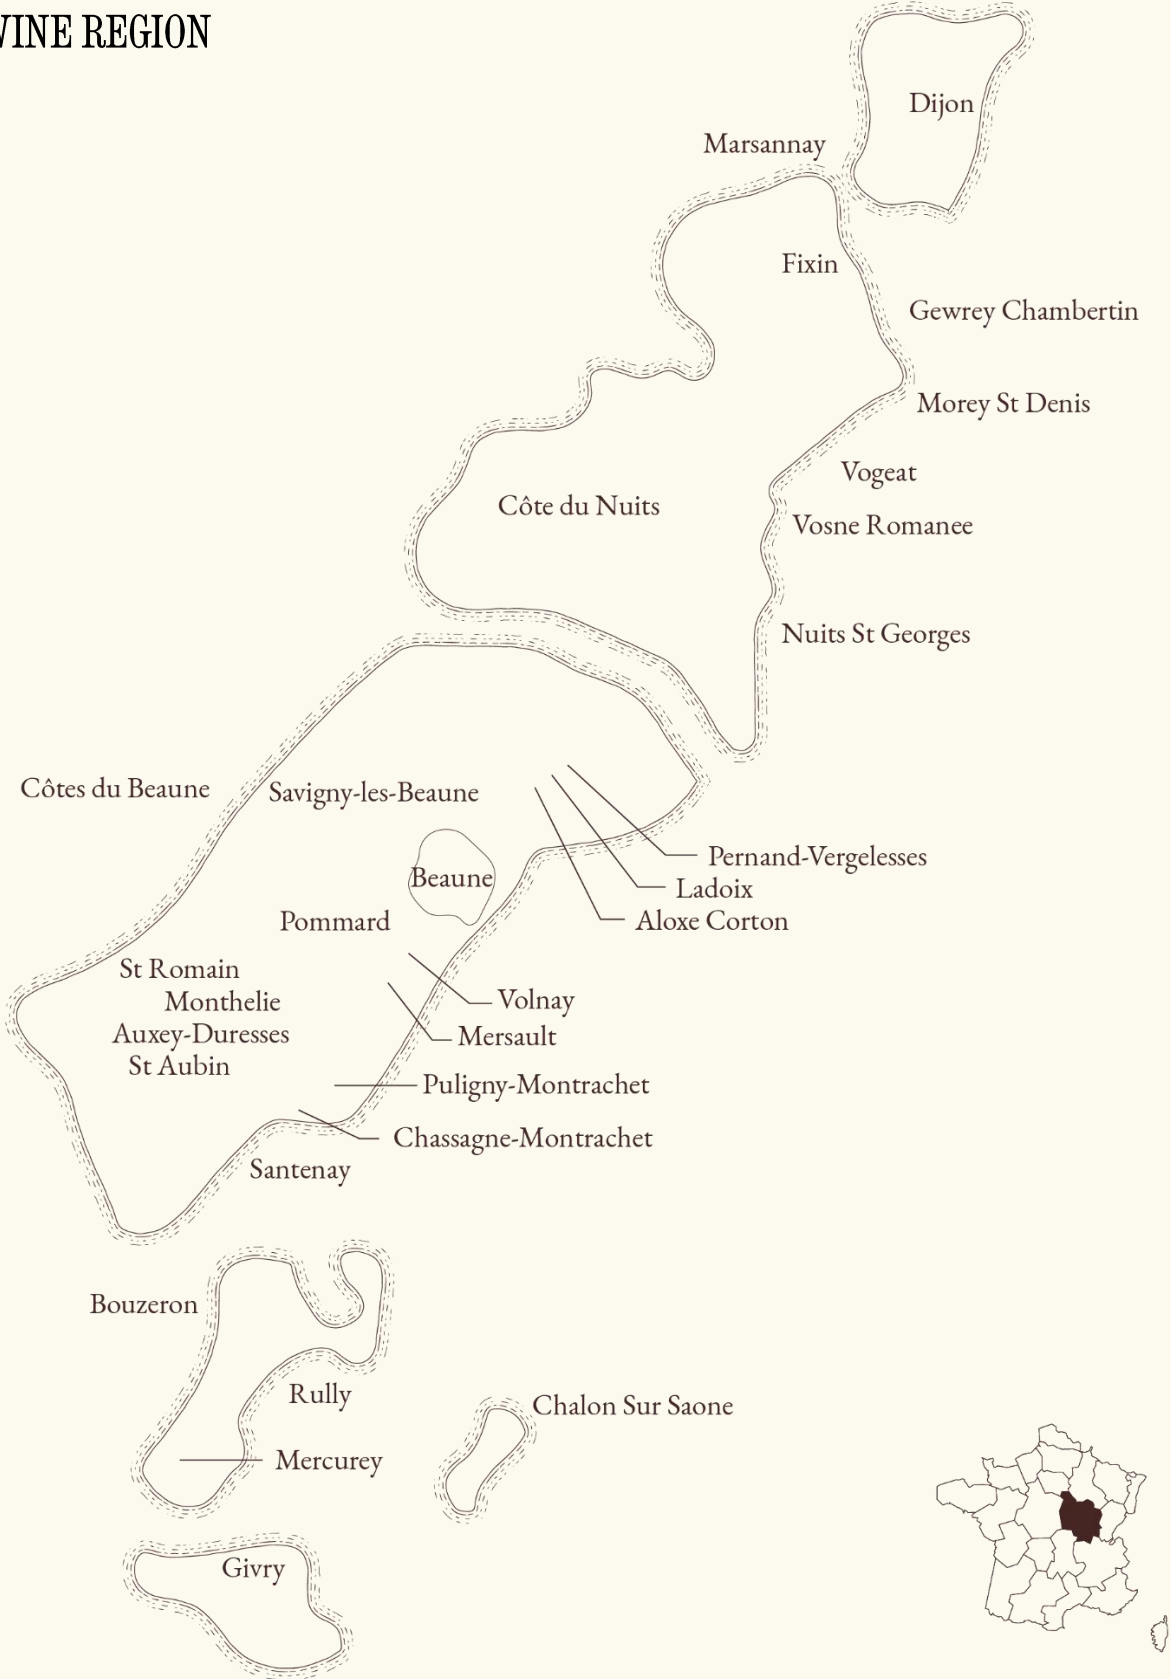 VINE REGION
Dijon
Marsannay
Fixin
Gewrey Chambertin
Morey St Denis
Vogeat
Côte du Nuits
Vosne Romanee
Nuits St Georges
Côtes du Beaune
Savigny-les-Beaune
Pernand-Vergelesses
Beaune
Ladoix
Pommard
Aloxe Corton
St Romain
Monthelie
Volnay
Auxey-Duresses
Mersault
St Aubin
Puligny-Montrachet
Chassagne-Montrachet
Santenay
Bouzeron
Rully
Chalon Sur Saone
Mercurey
Givry